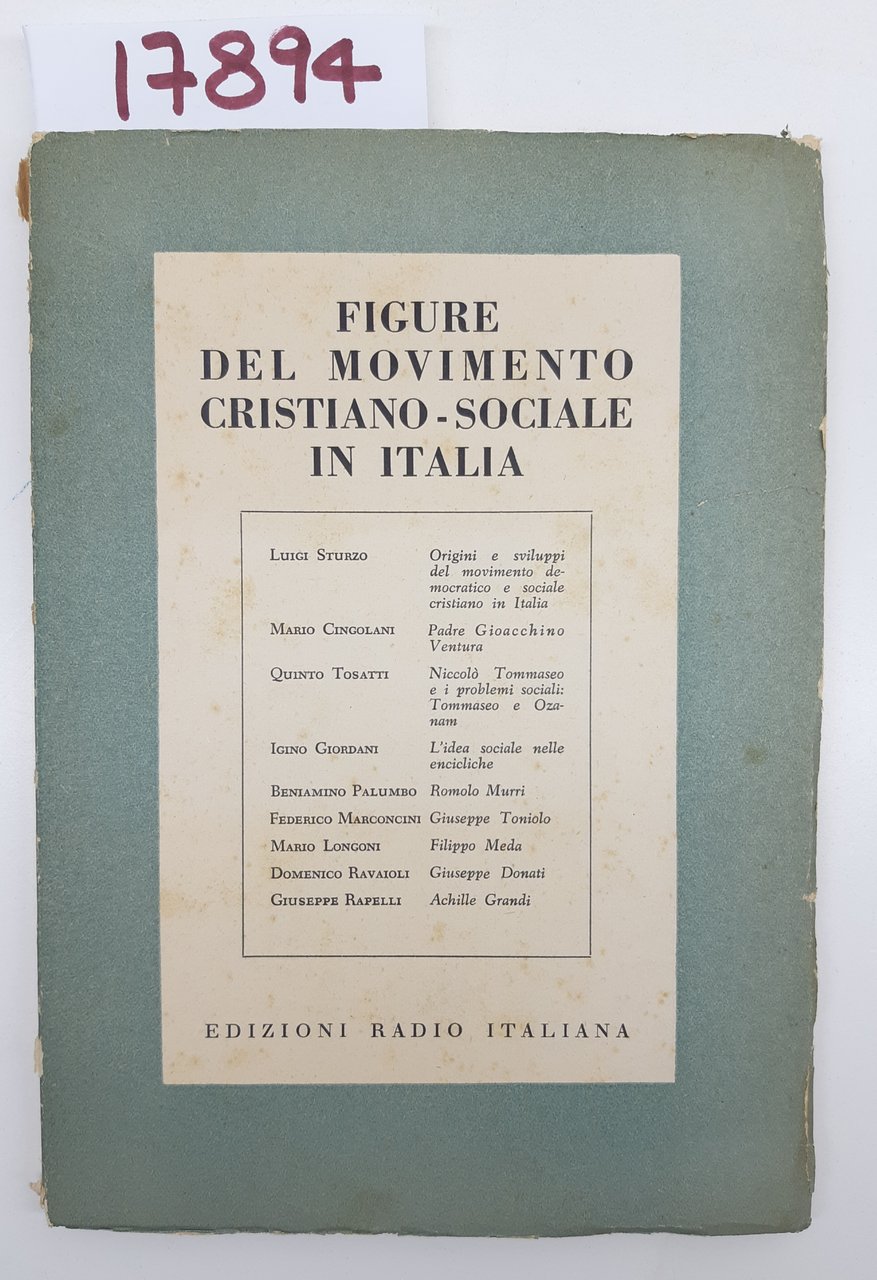 17894
FIGURE
DEL MOVIMENTO
CRISTIANO-SOCIALE
IN ITALIA
LUIGI STURZO Origini e sviluppi
del movimento de-
mocratico e sociale
cristiano in Italia
MARIO CINGOLANI Padre Gioacchino
Ventura
QUINTO TOSATTI Niccolò Tommaseo
e i problemi sociali:
Tommaseo e Oza-
nam
IGINO GIORDANI L'idea sociale nelle
encicliche
BENIAMINO PALUMBO Romolo Murri
FEDERICO MARCONCINI Giuseppe Toniolo
MARIO LONGONI Filippo Meda
DOMENICO RAVAIOLI Giuseppe Donati
GIUSEPPE RAPELLI Achille Grandi
EDIZIONI RADIO ITALIANA